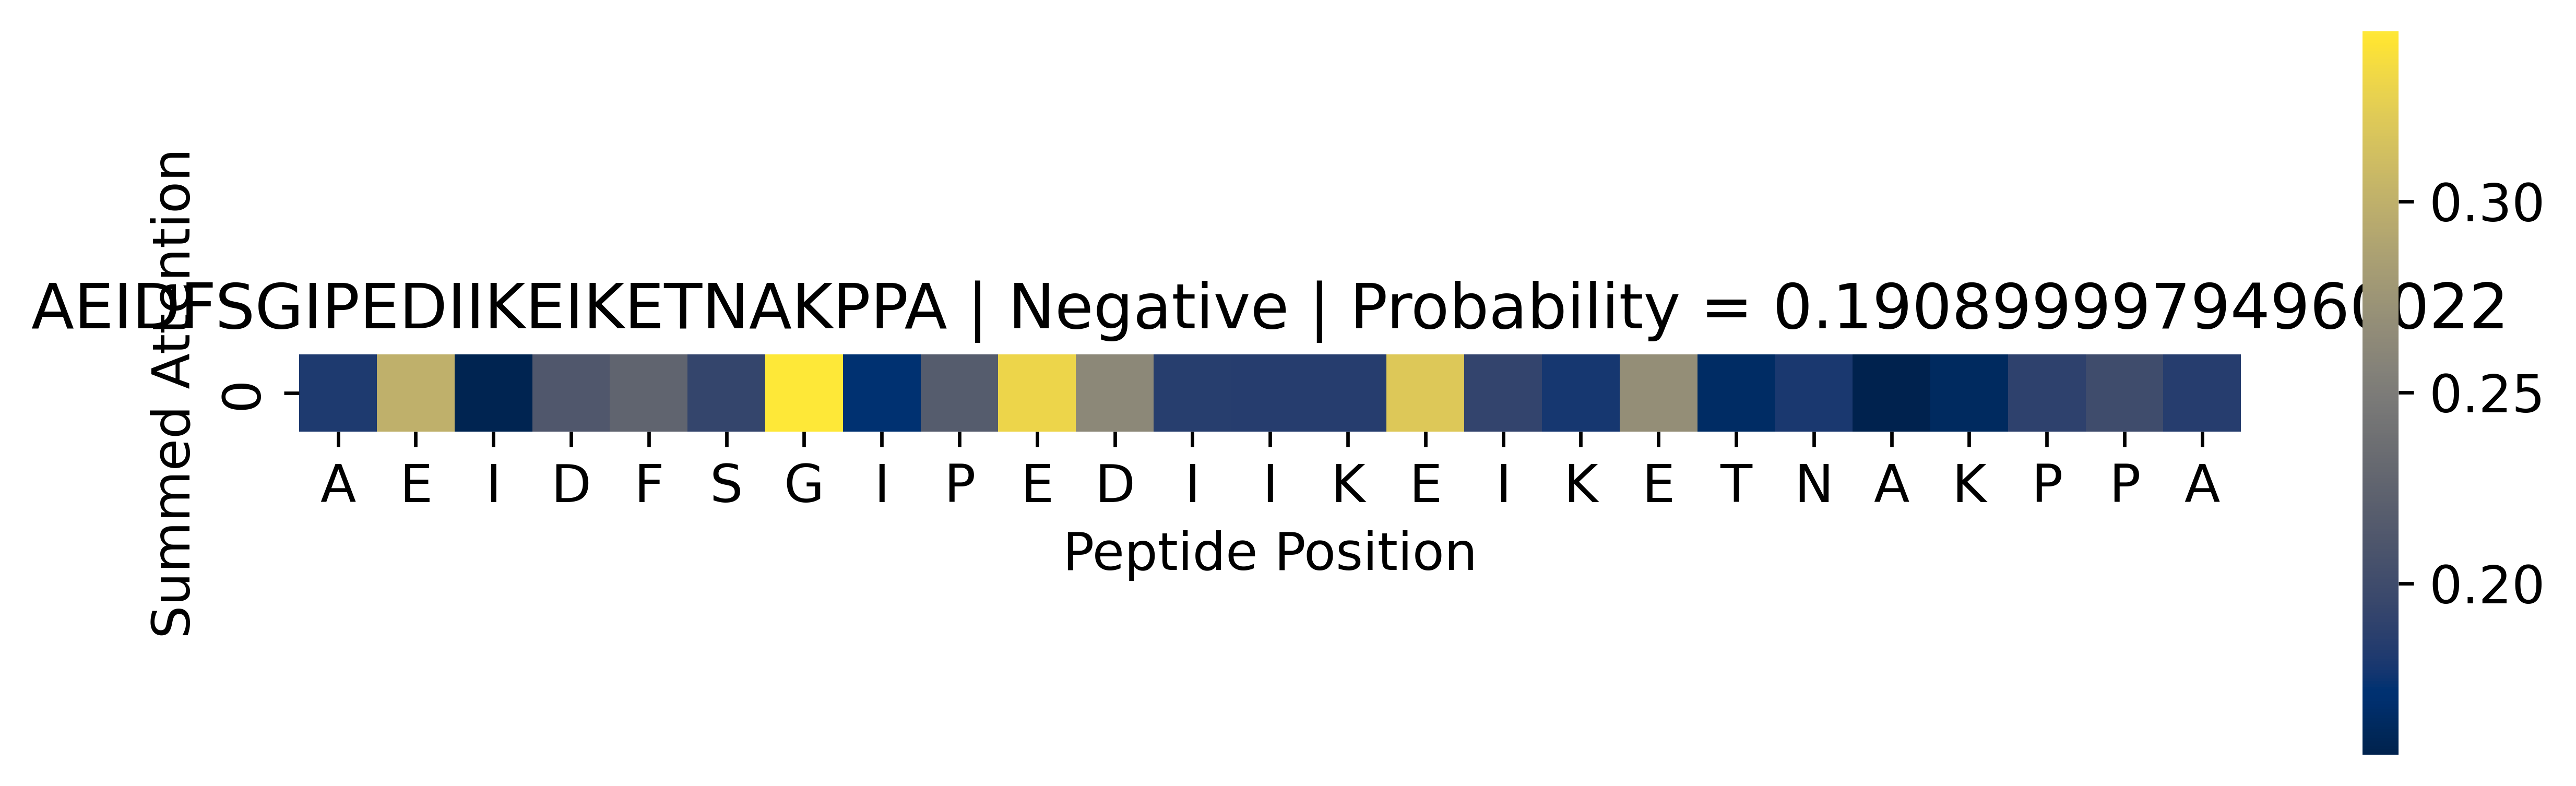 AEIDFSGIPEDIIKEIKETNAKPPA | Negative | Probability = 0.19089999794960022
Summed Attention
0
A E I D F S G I P E D I I K E I K E T N A K P P A
Peptide Position
0.30
0.25
0.20